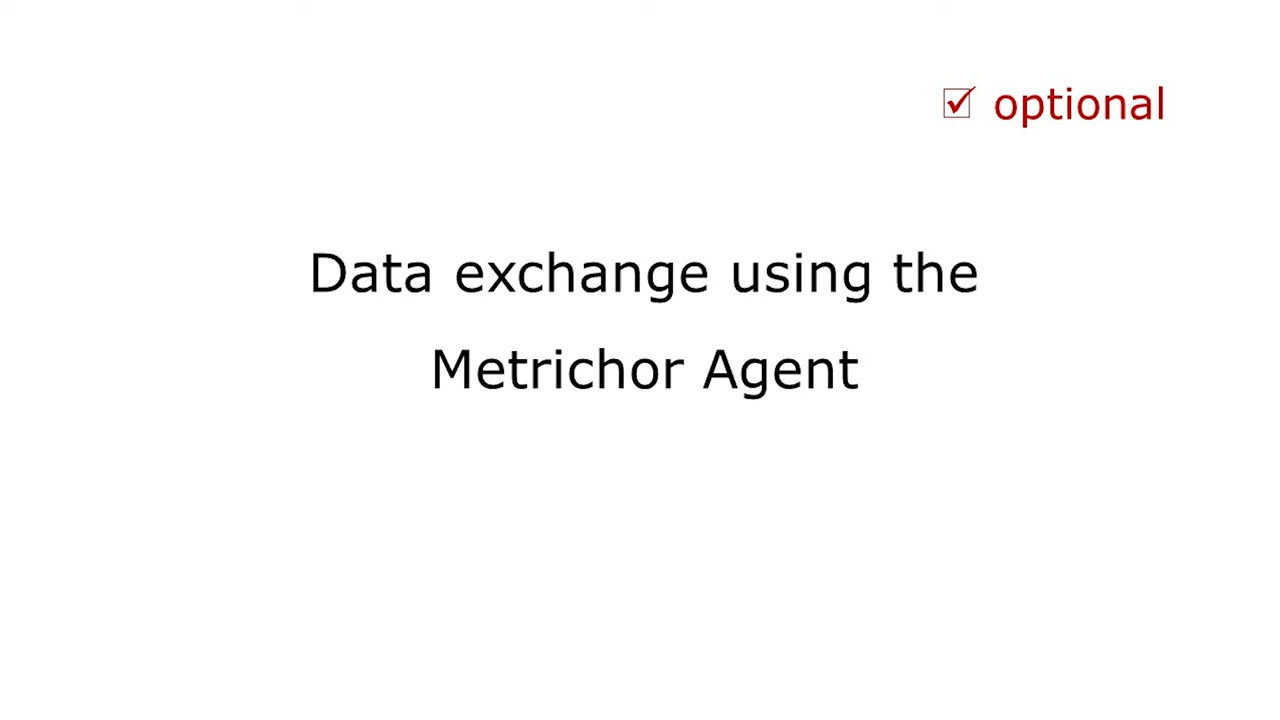 ☑ optional
Data exchange using the
Metrichor Agent